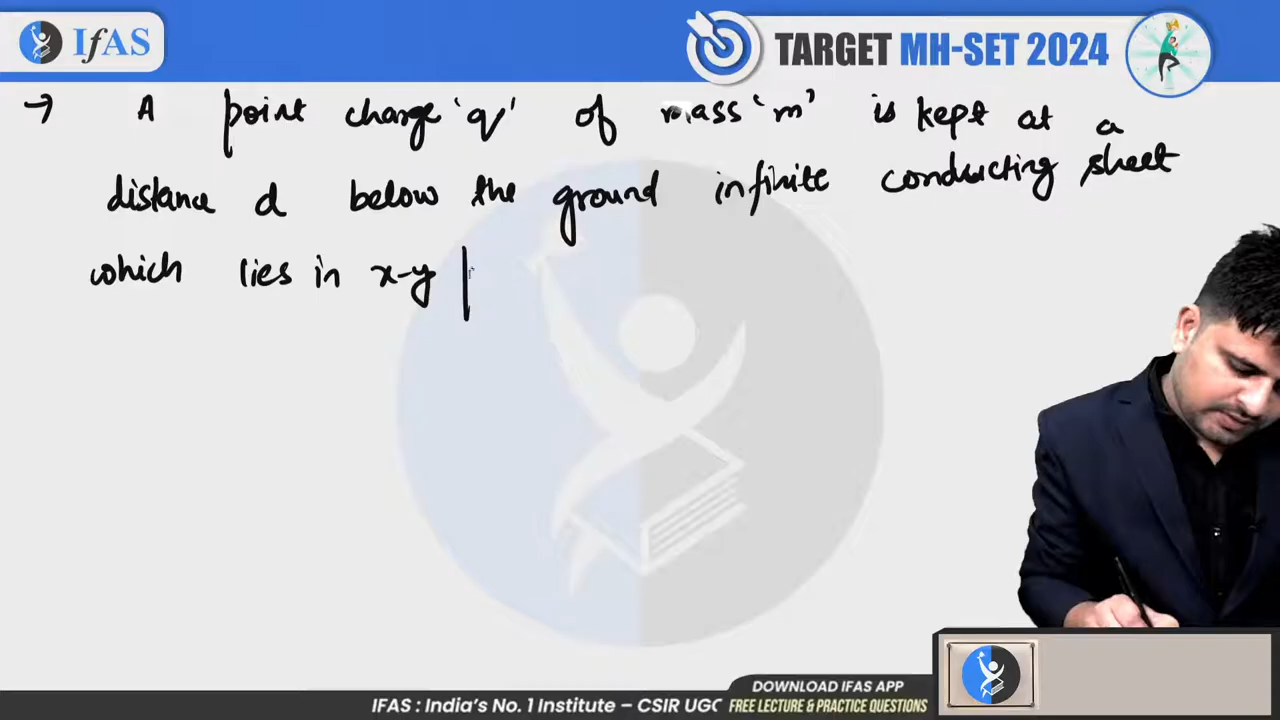 IfAS
TARGET MH-SET 2024
→ A point charge 'q' of mass 'm' is kept at a
distance d below the ground infinite conducting sheet
which lies in x-y
DOWNLOAD IFAS APP
IFAS : India's No. 1 Institute – CSIR UGC FREE LECTURE & PRACTICE QUESTIONS